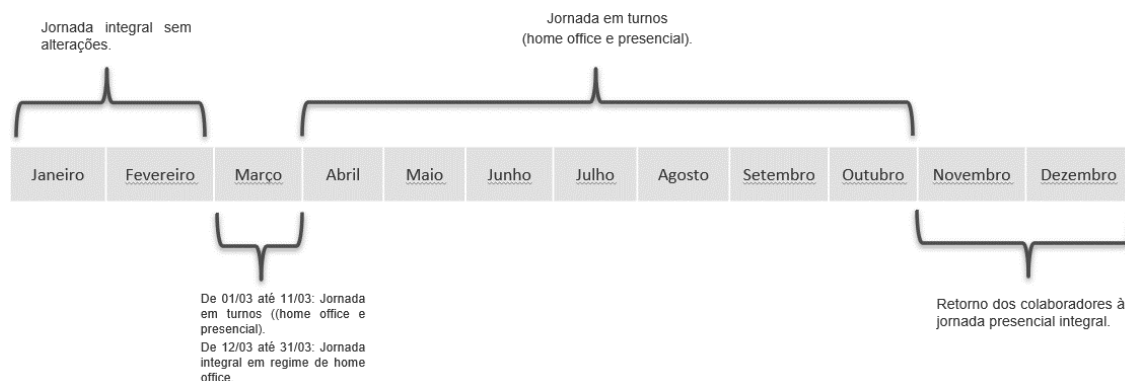 Jornada integral sem
alterações.
Jornada em turnos
(home office e presencial).
Janeiro Fevereiro Março Abril Maio Junho Julho Agosto Setembro Outubro Novembro Dezembro
De 01/03 até 11/03: Jornada
em turnos ((home office e
presencial).
De 12/03 até 31/03: Jornada
integral em regime de home
office
Retorno dos colaboradores à
jornada presencial integral.